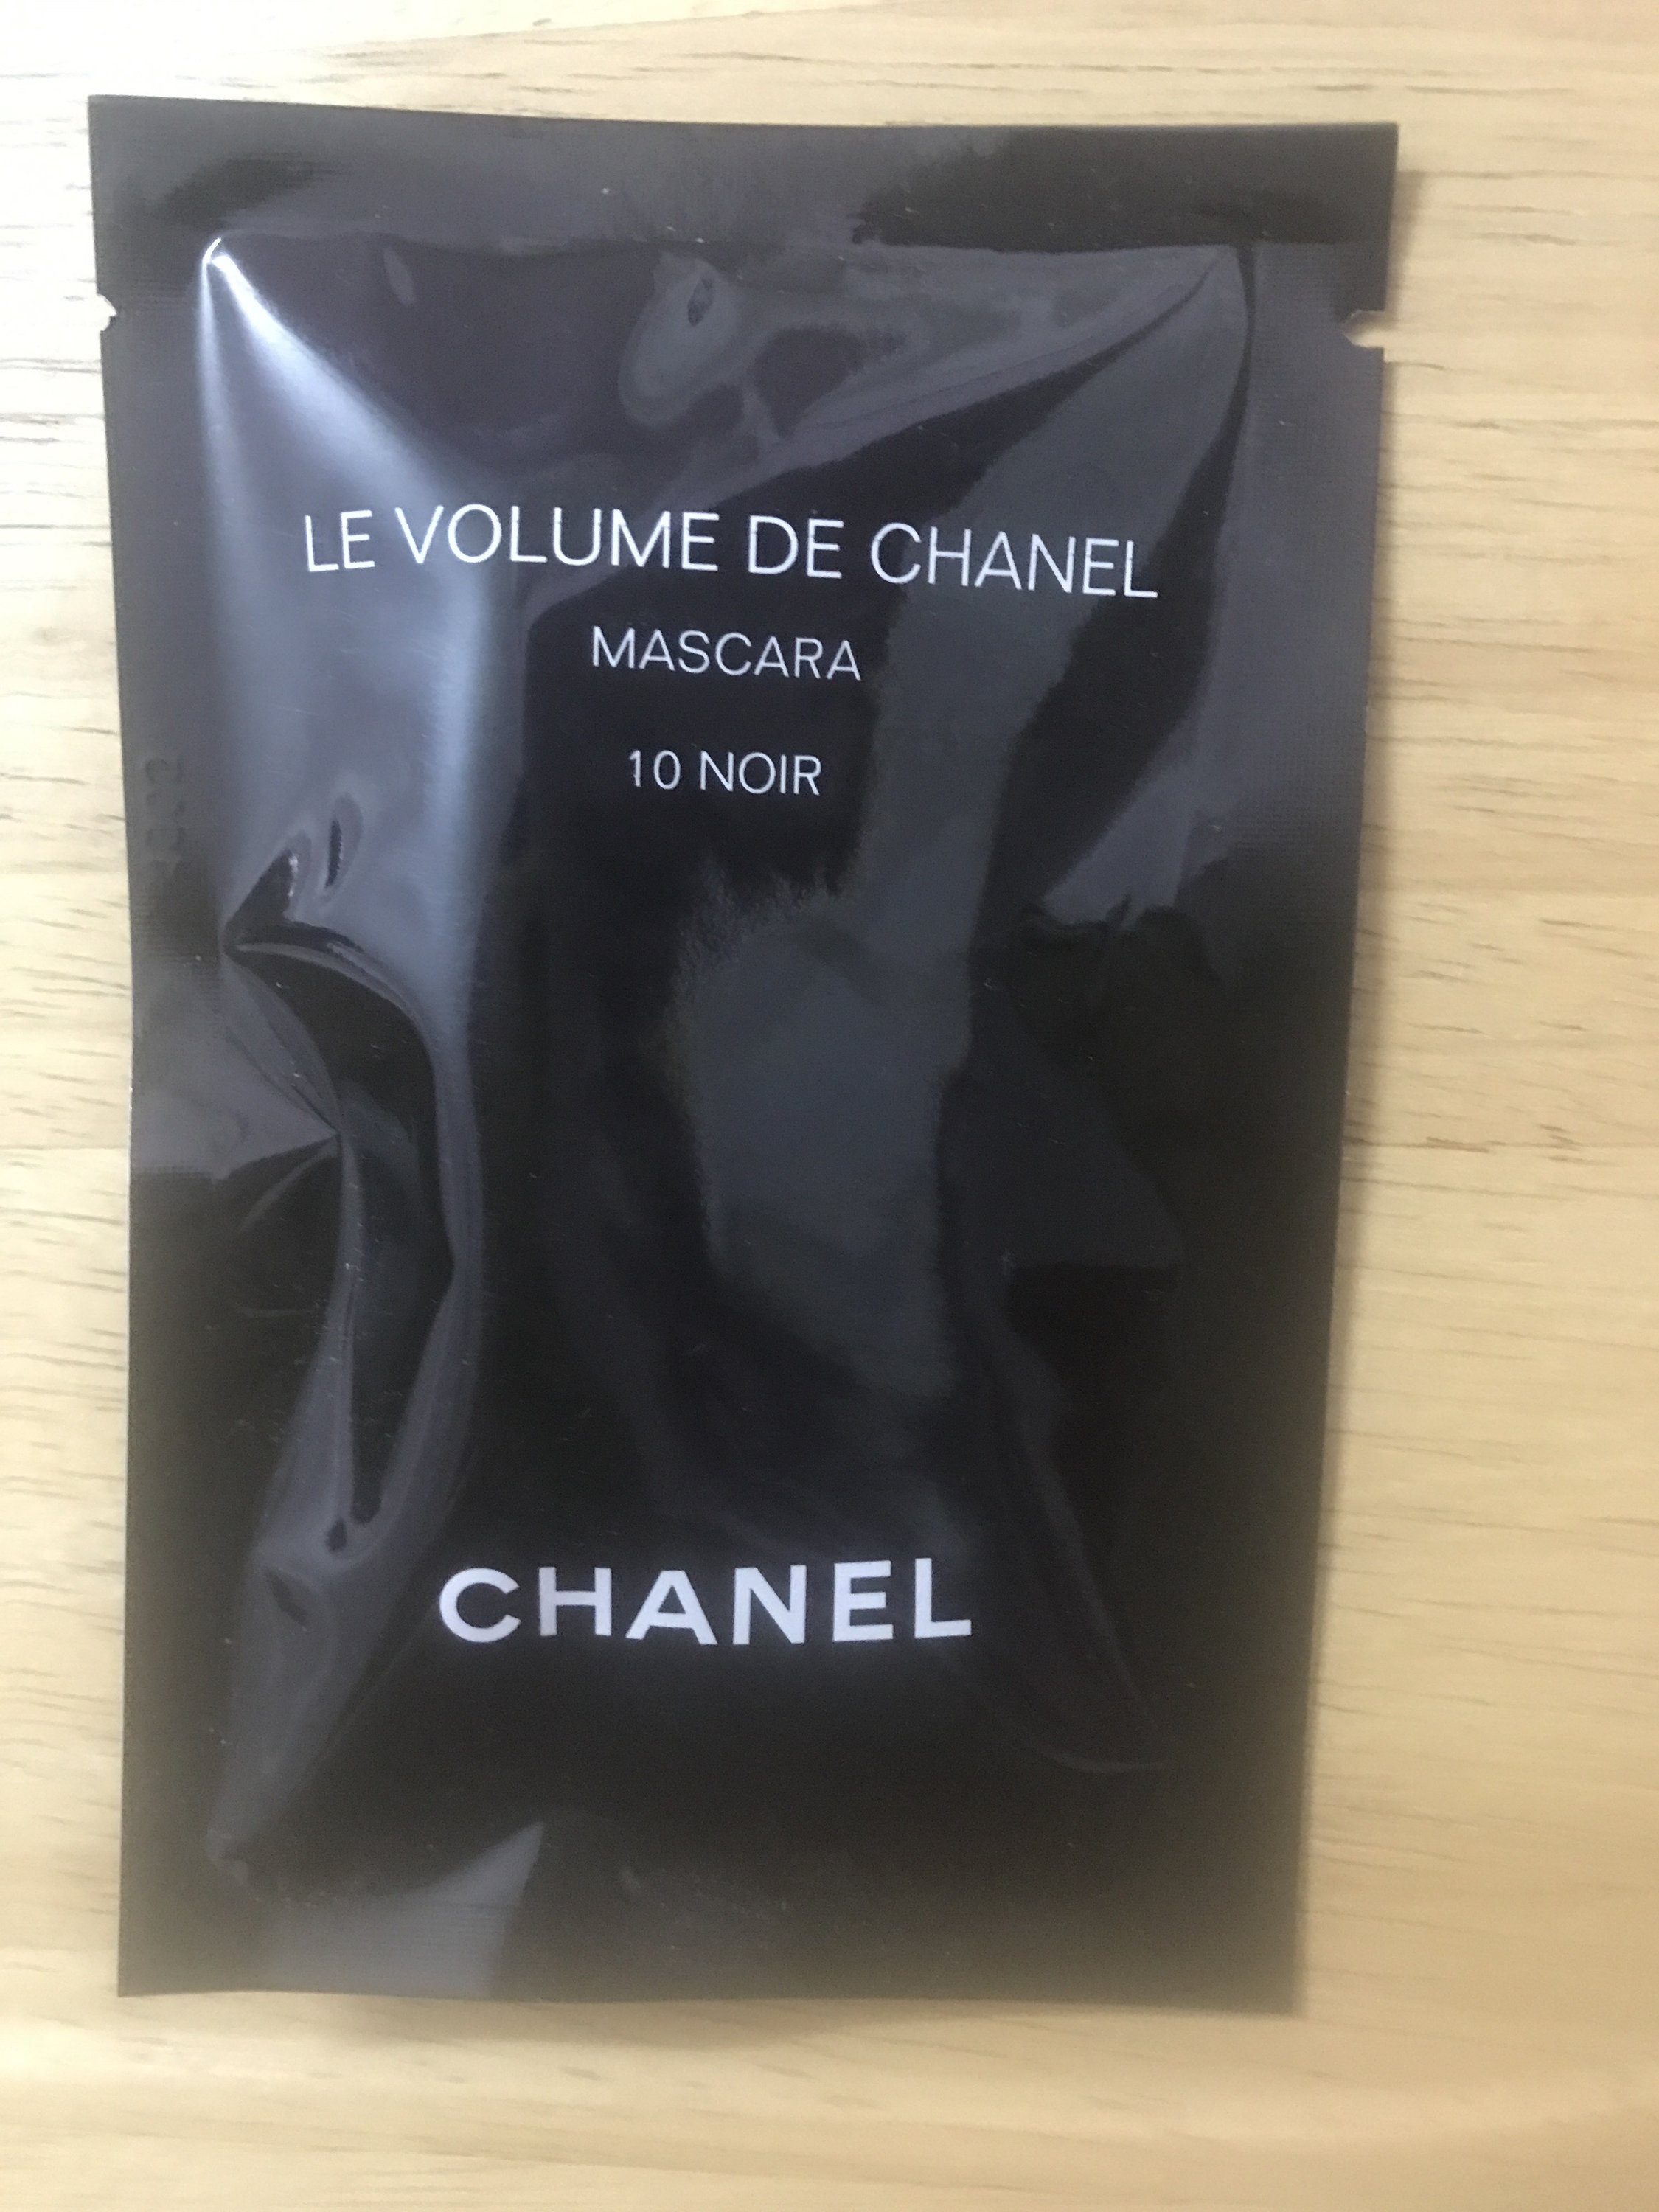 LE VOLUME DE CHANEL
MASCARA
10 NOIR
CHANEL